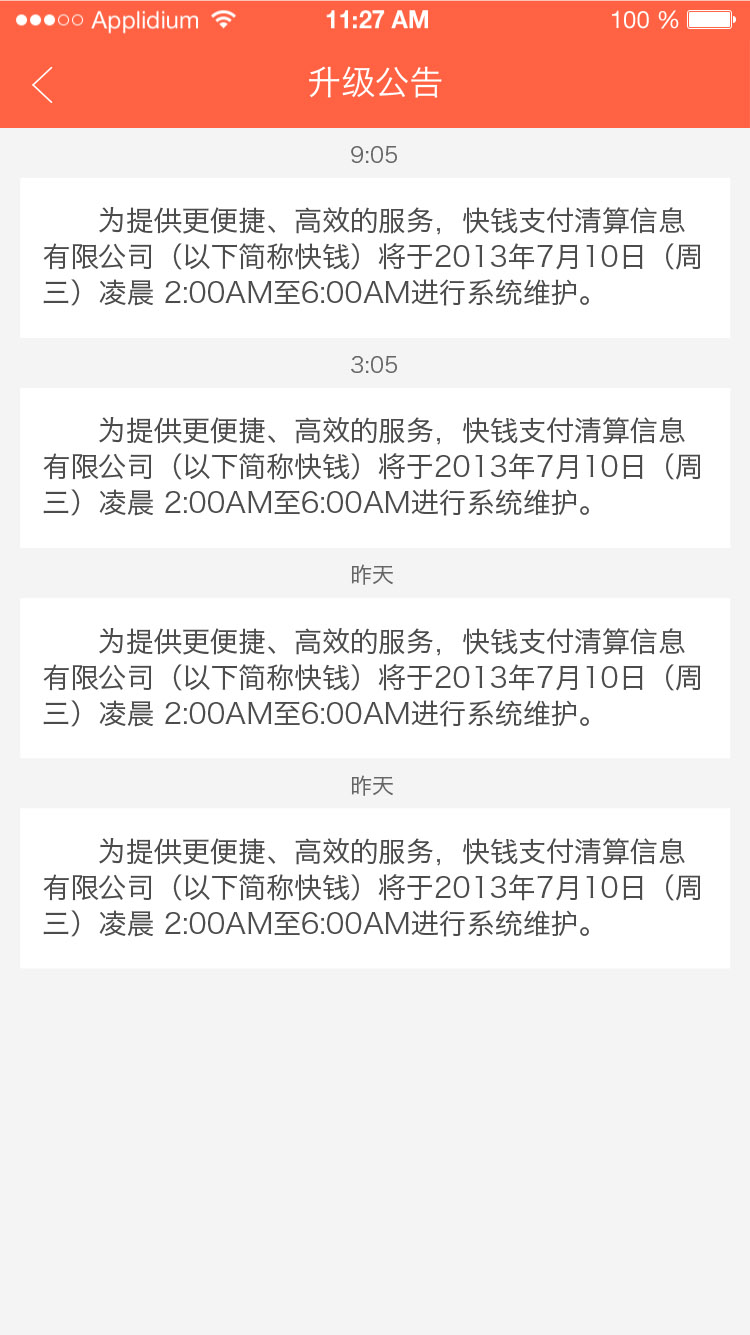 Applidium 11:27 AM 100 %
升级公告
9:05
为提供更便捷、高效的服务，快钱支付清算信息
有限公司（以下简称快钱）将于2013年7月10日（周
三）凌晨 2:00AM至6:00AM进行系统维护。
3:05
为提供更便捷、高效的服务，快钱支付清算信息
有限公司（以下简称快钱）将于2013年7月10日（周
三）凌晨 2:00AM至6:00AM进行系统维护。
昨天
为提供更便捷、高效的服务，快钱支付清算信息
有限公司（以下简称快钱）将于2013年7月10日（周
三）凌晨 2:00AM至6:00AM进行系统维护。
昨天
为提供更便捷、高效的服务，快钱支付清算信息
有限公司（以下简称快钱）将于2013年7月10日（周
三）凌晨 2:00AM至6:00AM进行系统维护。